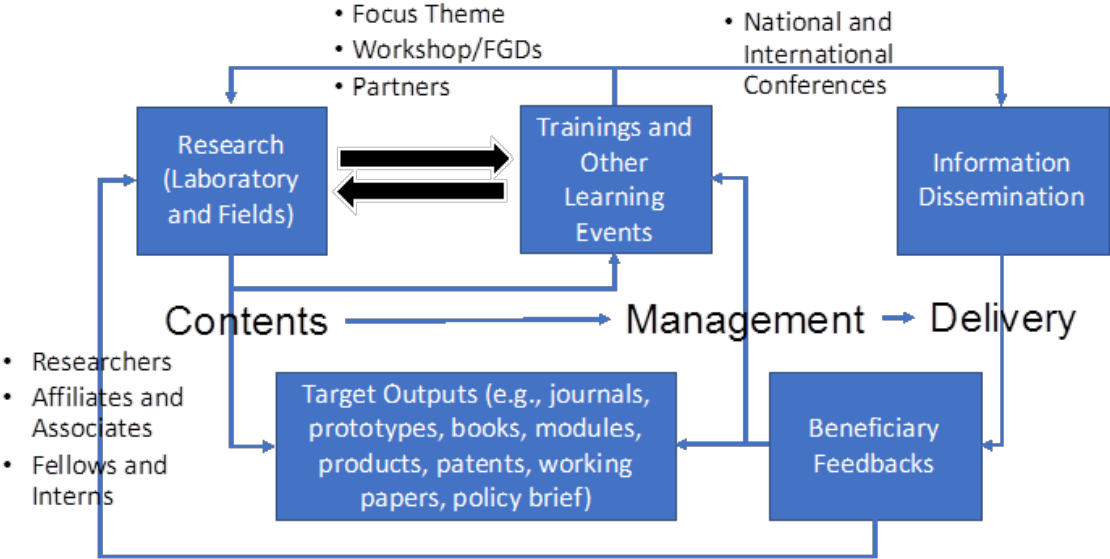 • Focus Theme
• Workshop/FGDs
• Partners
• National and
International
Conferences
Research
(Laboratory
and Fields)
Trainings and
Other
Learning
Events
Information
Dissemination
Contents
Management
Delivery
• Researchers
• Affiliates and
Associates
• Fellows and
Interns
Target Outputs (e.g., journals,
prototypes, books, modules,
products, patents, working
papers, policy brief)
Beneficiary
Feedbacks